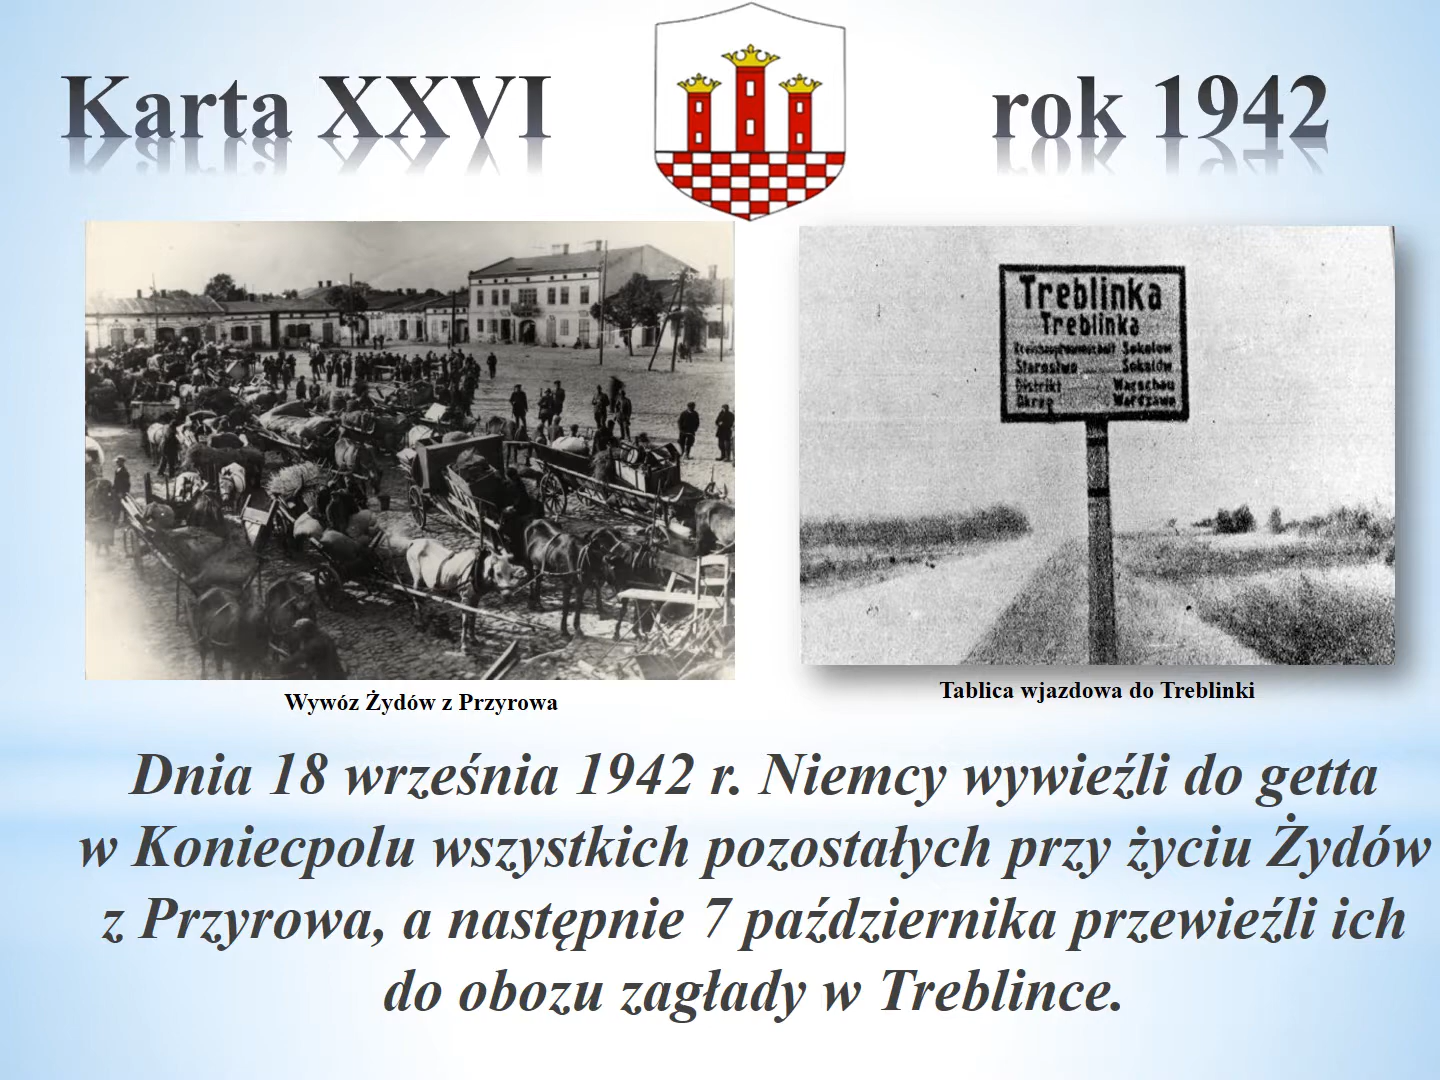 Karta XXVI
rok 1942
Treblinka
Treblinka
Kreishauptmannschaft Sokolow
Starostwo Sokolów
Distrikt Warschau
Okręg Warszawa
Wywóz Żydów z Przyrowa
Tablica wjazdowa do Treblinki
Dnia 18 września 1942 r. Niemcy wywieźli do getta
w Koniecpolu wszystkich pozostałych przy życiu Żydów
z Przyrowa, a następnie 7 października przewieźli ich
do obozu zagłady w Treblince.